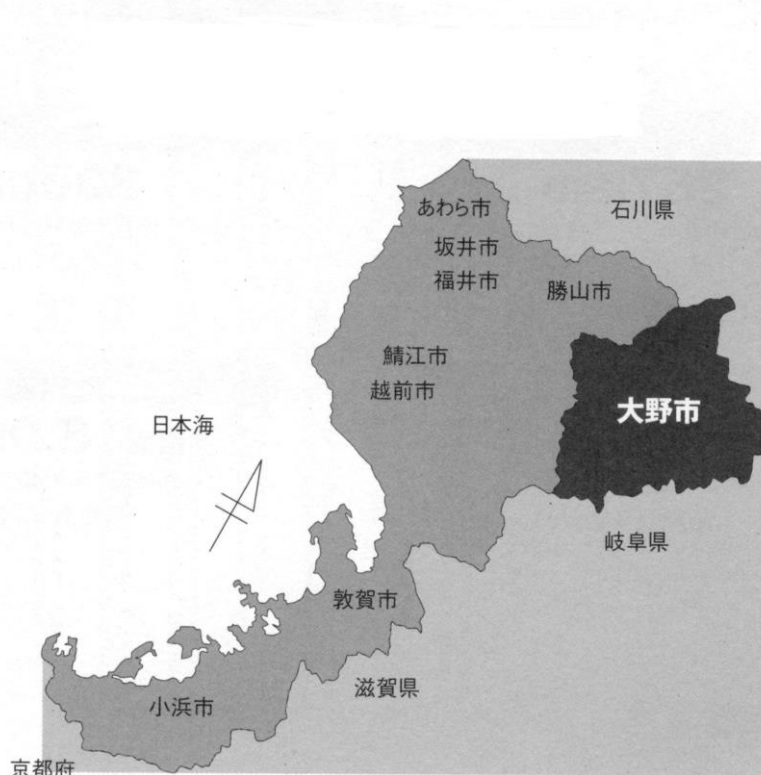 あわら市
石川県
坂井市
福井市
勝山市
鯖江市
越前市
大野市
日本海
岐阜県
敦賀市
滋賀県
小浜市
京都府